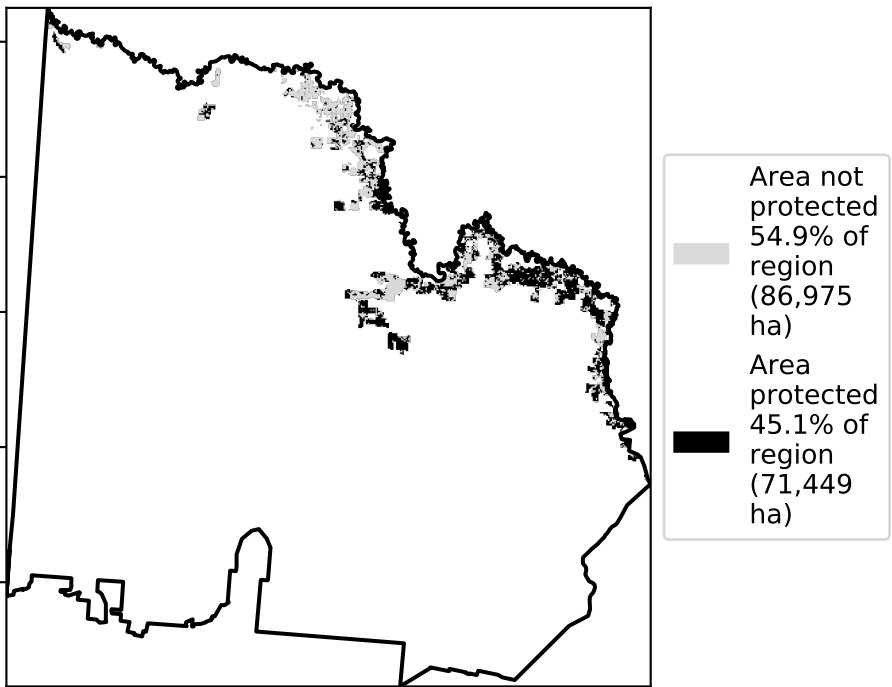 Area not
protected
54.9% of
region
(86,975
ha)
Area
protected
45.1% of
region
(71,449
ha)